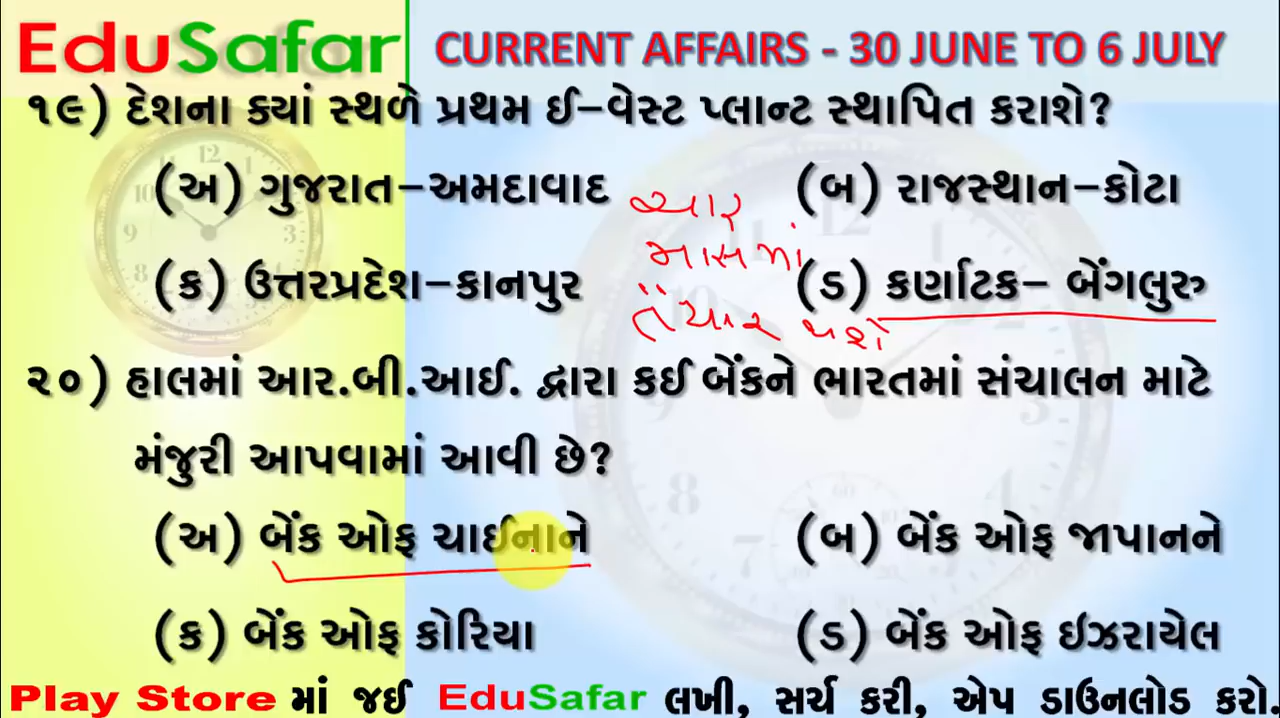 EduSafar CURRENT AFFAIRS - 30 JUNE TO 6 JULY
૧૯) દેશના ક્યાં સ્થળે પ્રથમ ઈ-વેસ્ટ પ્લાન્ટ સ્થાપિત કરાશે?
(અ) ગુજરાત-અમદાવાદ (બ) રાજસ્થાન-કોટા
ચાર
માસમાં
(ક) ઉત્તરપ્રદેશ-કાનપુર (ડ) કર્ણાટક- બેંગલુરુ
તૈયાર થશે
૨૦) હાલમાં આર.બી.આઈ. દ્વારા કઈ બેંકને ભારતમાં સંચાલન માટે
મંજુરી આપવામાં આવી છે?
(અ) બેંક ઓફ ચાઈનાને (બ) બેંક ઓફ જાપાનને
(ક) બેંક ઓફ કોરિયા (ડ) બેંક ઓફ ઇઝરાયેલ
Play Store માં જઈ EduSafar લખી, સર્ચ કરી, એપ ડાઉનલોડ કરો.